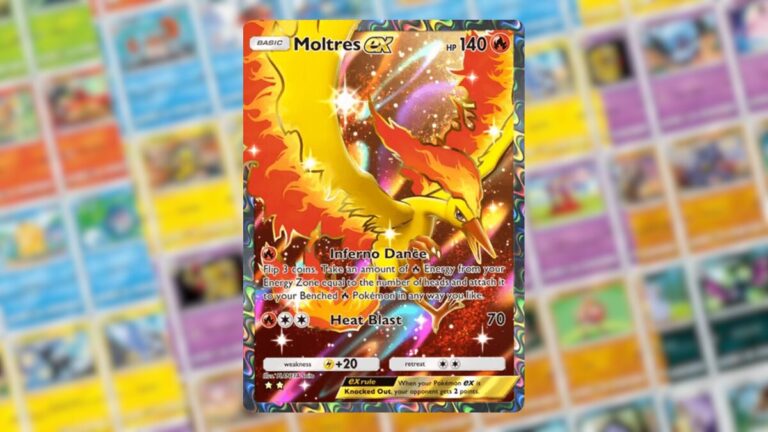 BASIC Moltres ex HP 140
Inferno Dance
Flip 3 coins. Take an amount of Energy from your
Energy Zone equal to the number of heads and attach it
to your Benched Pokémon in any way you like.
Heat Blast 70
weakness +20 retreat
Illus. PLANETA Tsuji
ex rule When your Pokémon ex is
Knocked Out, your opponent gets 2 points.